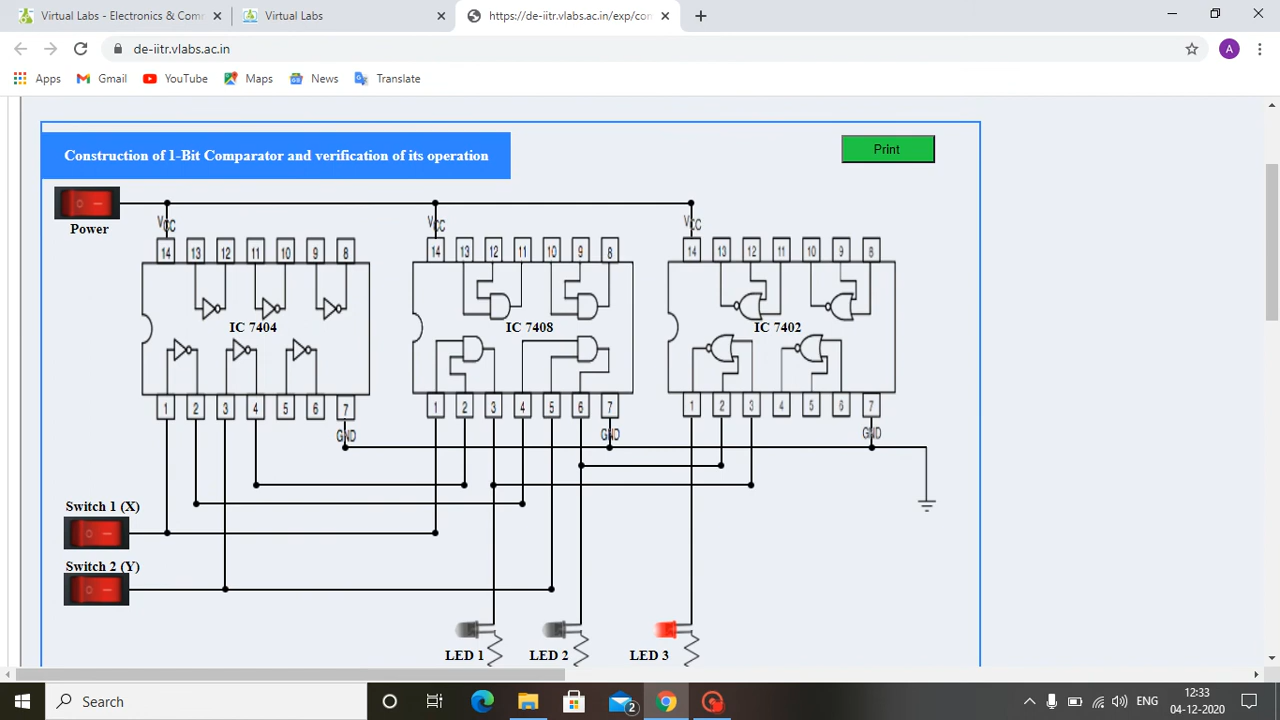 Virtual Labs - Electronics & Comm
Virtual Labs
https://de-iitr.vlabs.ac.in/exp/con
de-iitr.vlabs.ac.in
A
Apps
Gmail
YouTube
Maps
News
Translate
Construction of 1-Bit Comparator and verification of its operation
Print
Power
VCC VCC VCC
14 13 12 11 10 9 8
14 13 12 11 10 9 8
14 13 12 11 10 9 8
IC 7404
IC 7408
IC 7402
1 2 3 4 5 6 7
1 2 3 4 5 6 7
1 2 3 4 5 6 7
GND GND GND
Switch 1 (X)
Switch 2 (Y)
LED 1
LED 2
LED 3
Search
2
ENG
12:33
04-12-2020